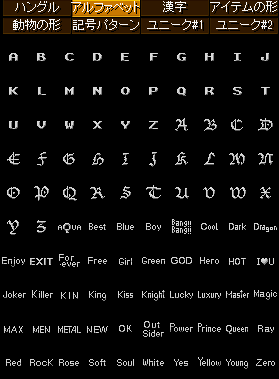 ハングル アルファベット 漢字 アイテムの形
動物の形 記号パターン ユニーク#1 ユニーク#2
A B C D E F G H I J
K L M N O P Q R S T
U V W X Y Z A B C D
E F G H I J K L M N
O P Q R S T U V W X
Y Z AQUA Best Blue Boy Bang!! Bang!! Cool Dark Dragon
Enjoy EXIT For -ever Free Girl Green GOD Hero HOT I♥U
Joker Killer KIN King Kiss Knight Lucky Luxury Master Magic
MAX MEN METAL NEW OK Out Sider Power Prince Queen Ray
Red RocK Rose Soft Soul White Yes Yellow Young Zero